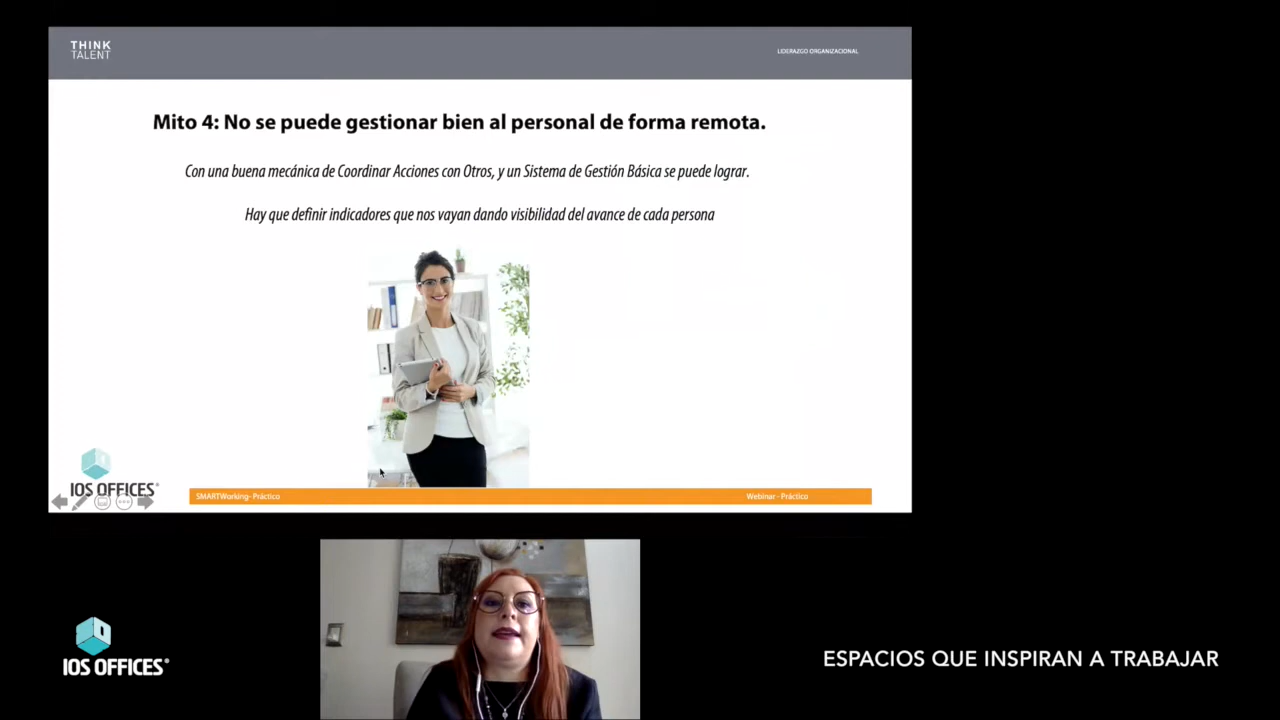 THINK
TALENT
LIDERAZGO ORGANIZACIONAL
Mito 4: No se puede gestionar bien al personal de forma remota.
Con una buena mecánica de Coordinar Acciones con Otros, y un Sistema de Gestión Básica se puede lograr.
Hay que definir indicadores que nos vayan dando visibilidad del avance de cada persona
IOS OFFICES®
SMARTWorking- Práctico
Webinar - Práctico
IOS OFFICES®
ESPACIOS QUE INSPIRAN A TRABAJAR